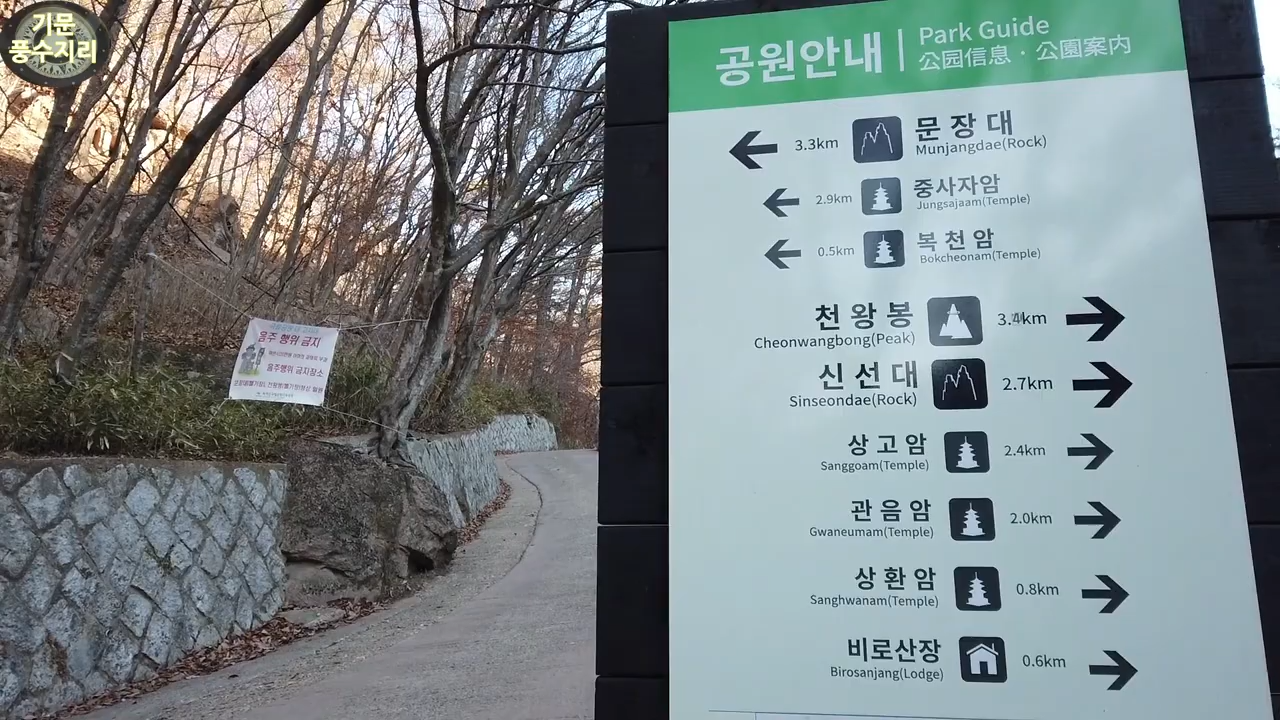 기문
풍수지리
공원안내 | Park Guide
公园信息 · 公園案内
3.3km 문장대
Munjangdae(Rock)
2.9km 중사자암
Jungsajaam(Temple)
0.5km 복천암
Bokcheonam(Temple)
천왕봉 3.4km
Cheonwangbong(Peak)
신선대 2.7km
Sinseondae(Rock)
상고암 2.4km
Sanggoam(Temple)
관음암 2.0km
Gwaneumam(Temple)
상환암 0.8km
Sanghwanam(Temple)
비로산장 0.6km
Birosanjang(Lodge)
음주 행위 금지
음주행위 금지장소